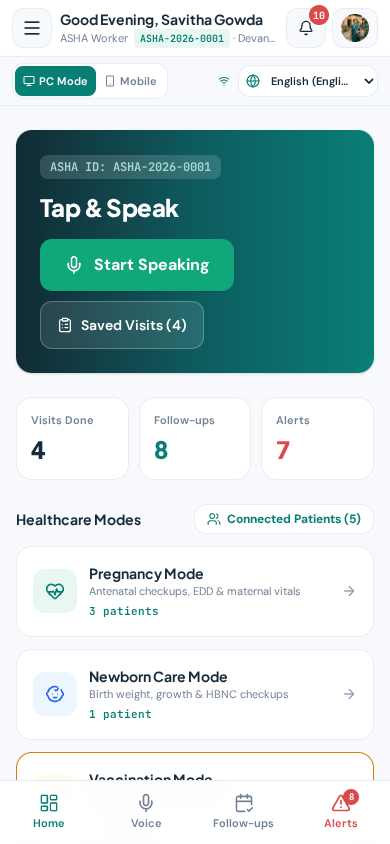 Good Evening, Savitha Gowda
10
ASHA Worker ASHA-2026-0001 · Devan...
PC Mode Mobile English (Engli...
ASHA ID: ASHA-2026-0001
Tap & Speak
Start Speaking
Saved Visits (4)
Visits Done Follow-ups Alerts
4 8 7
Healthcare Modes Connected Patients (5)
Pregnancy Mode
Antenatal checkups, EDD & maternal vitals
3 patients
Newborn Care Mode
Birth weight, growth & HBNC checkups
1 patient
Vaccination Mode
8
Home Voice Follow-ups Alerts